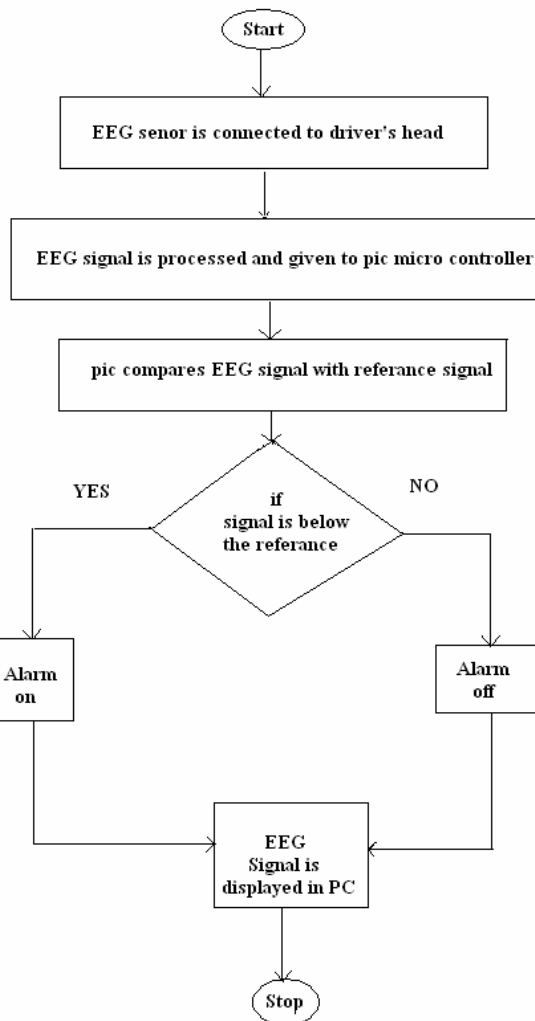 Start
EEG senor is connected to driver's head
EEG signal is processed and given to pic micro controller
pic compares EEG signal with referance signal
YES
NO
if
signal is below
the referance
Alarm
on
Alarm
off
EEG
Signal is
displayed in PC
Stop